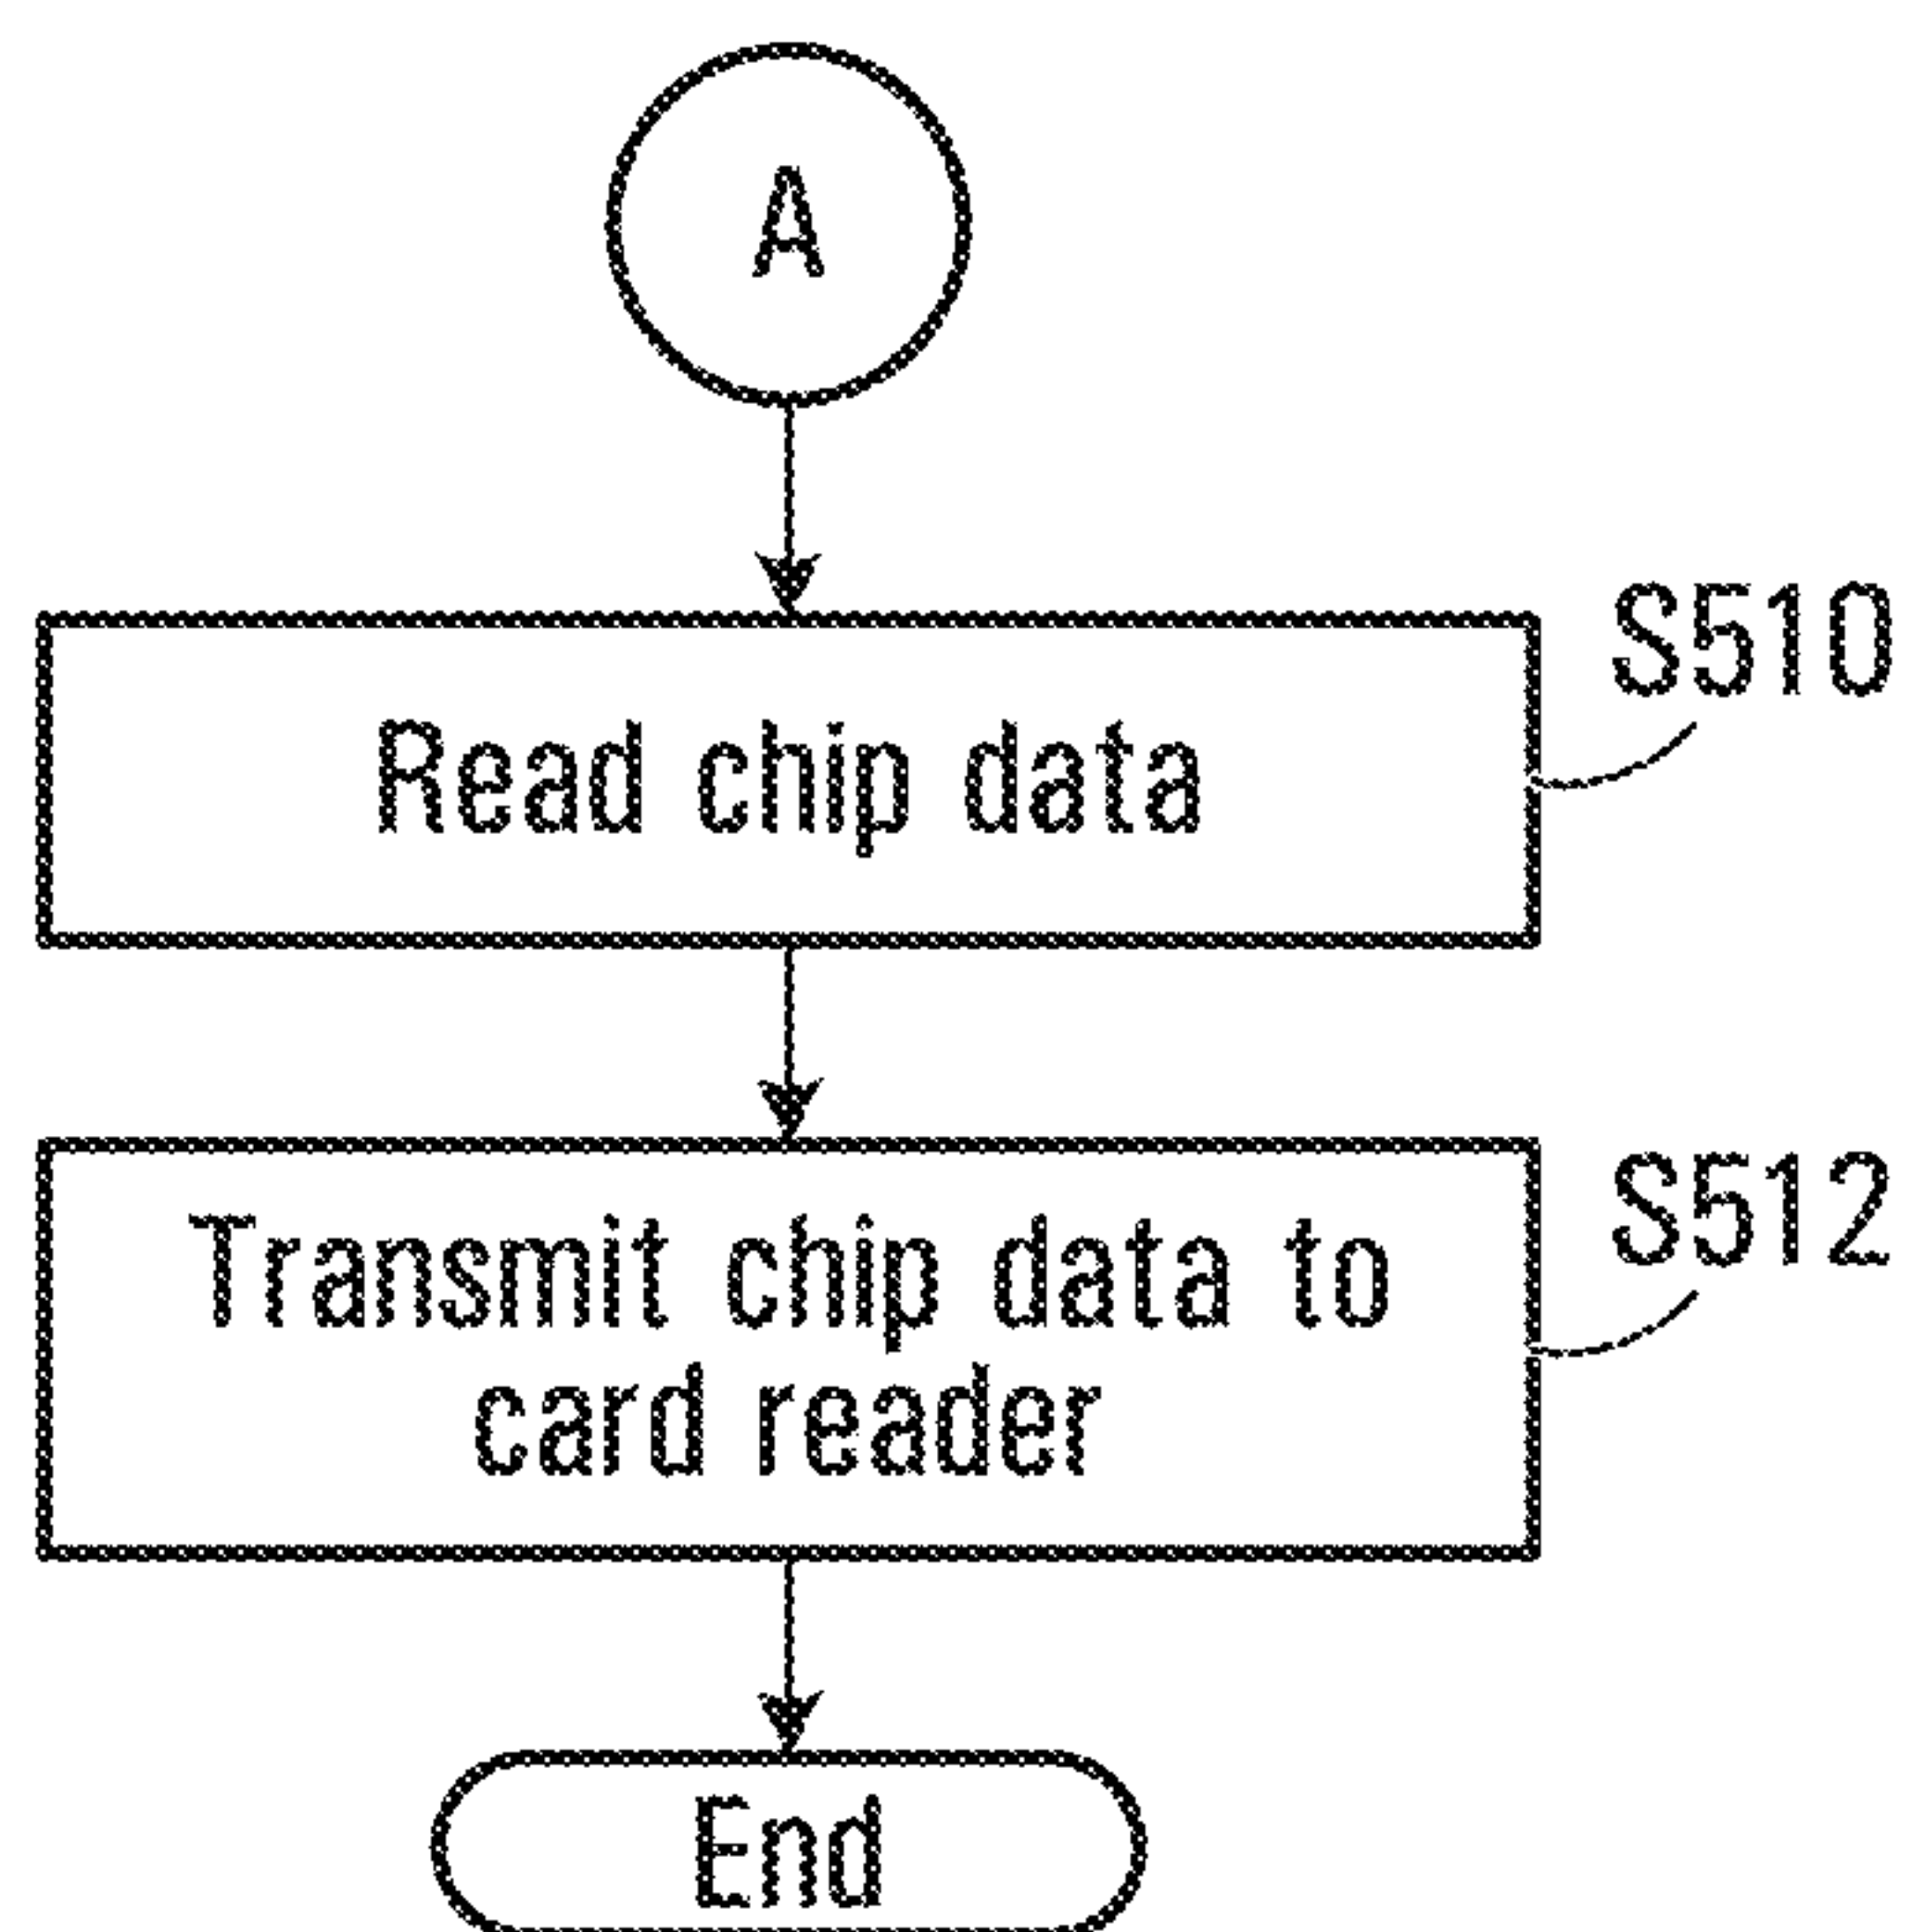 A
S510
Read chip data
S512
Transmit chip data to
card reader
End